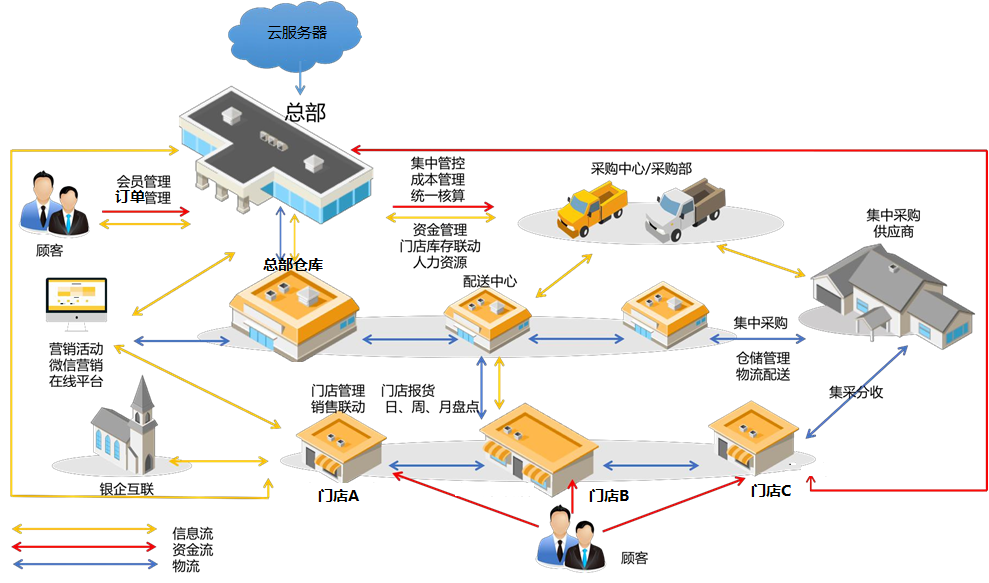 云服务器
总部
会员管理
订单管理
顾客
集中管控
成本管理
统一核算
资金管理
门店库存联动
人力资源
采购中心/采购部
集中采购
供应商
总部仓库
配送中心
集中采购
仓储管理
物流配送
营销活动
微信营销
在线平台
门店管理
销售联动
门店报货
日、周、月盘点
集采分收
银企互联
门店A
门店B
门店C
顾客
信息流
资金流
物流